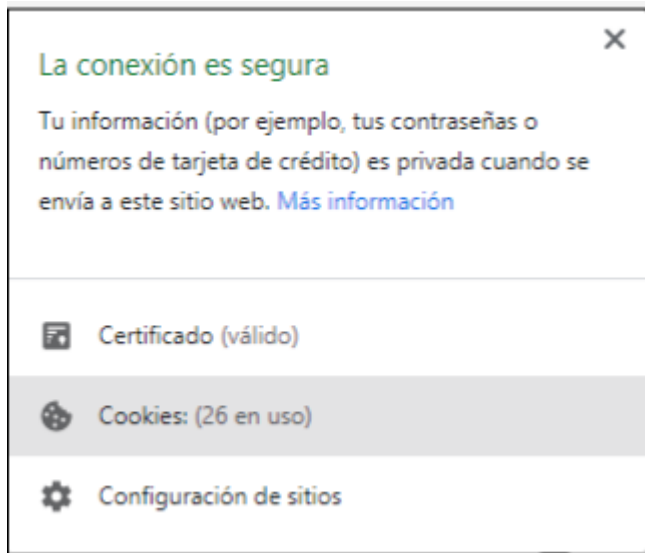 La conexión es segura
Tu información (por ejemplo, tus contraseñas o
números de tarjeta de crédito) es privada cuando se
envía a este sitio web. Más información
Certificado (válido)
Cookies: (26 en uso)
Configuración de sitios